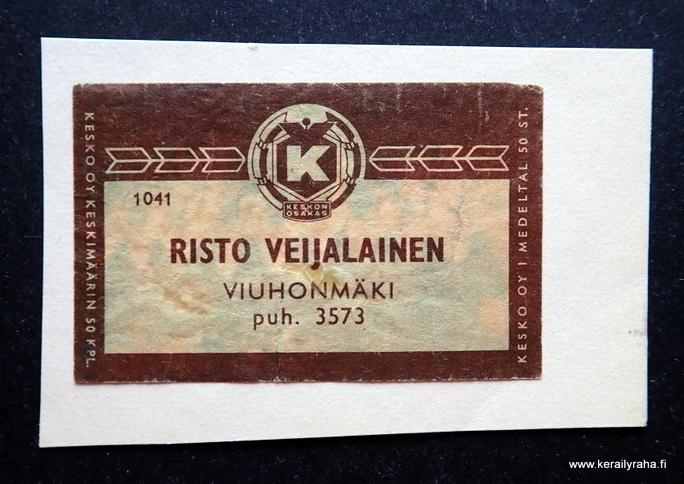 KESKO OY KESKIMÄÄRIN 50 KPL.
K
KESKON
OSAKAS
1041
RISTO VEIJALAINEN
VIUHONMÄKI
puh. 3573
KESKO OY I MEDELTAL 50 ST.
www.kerailyraha.fi